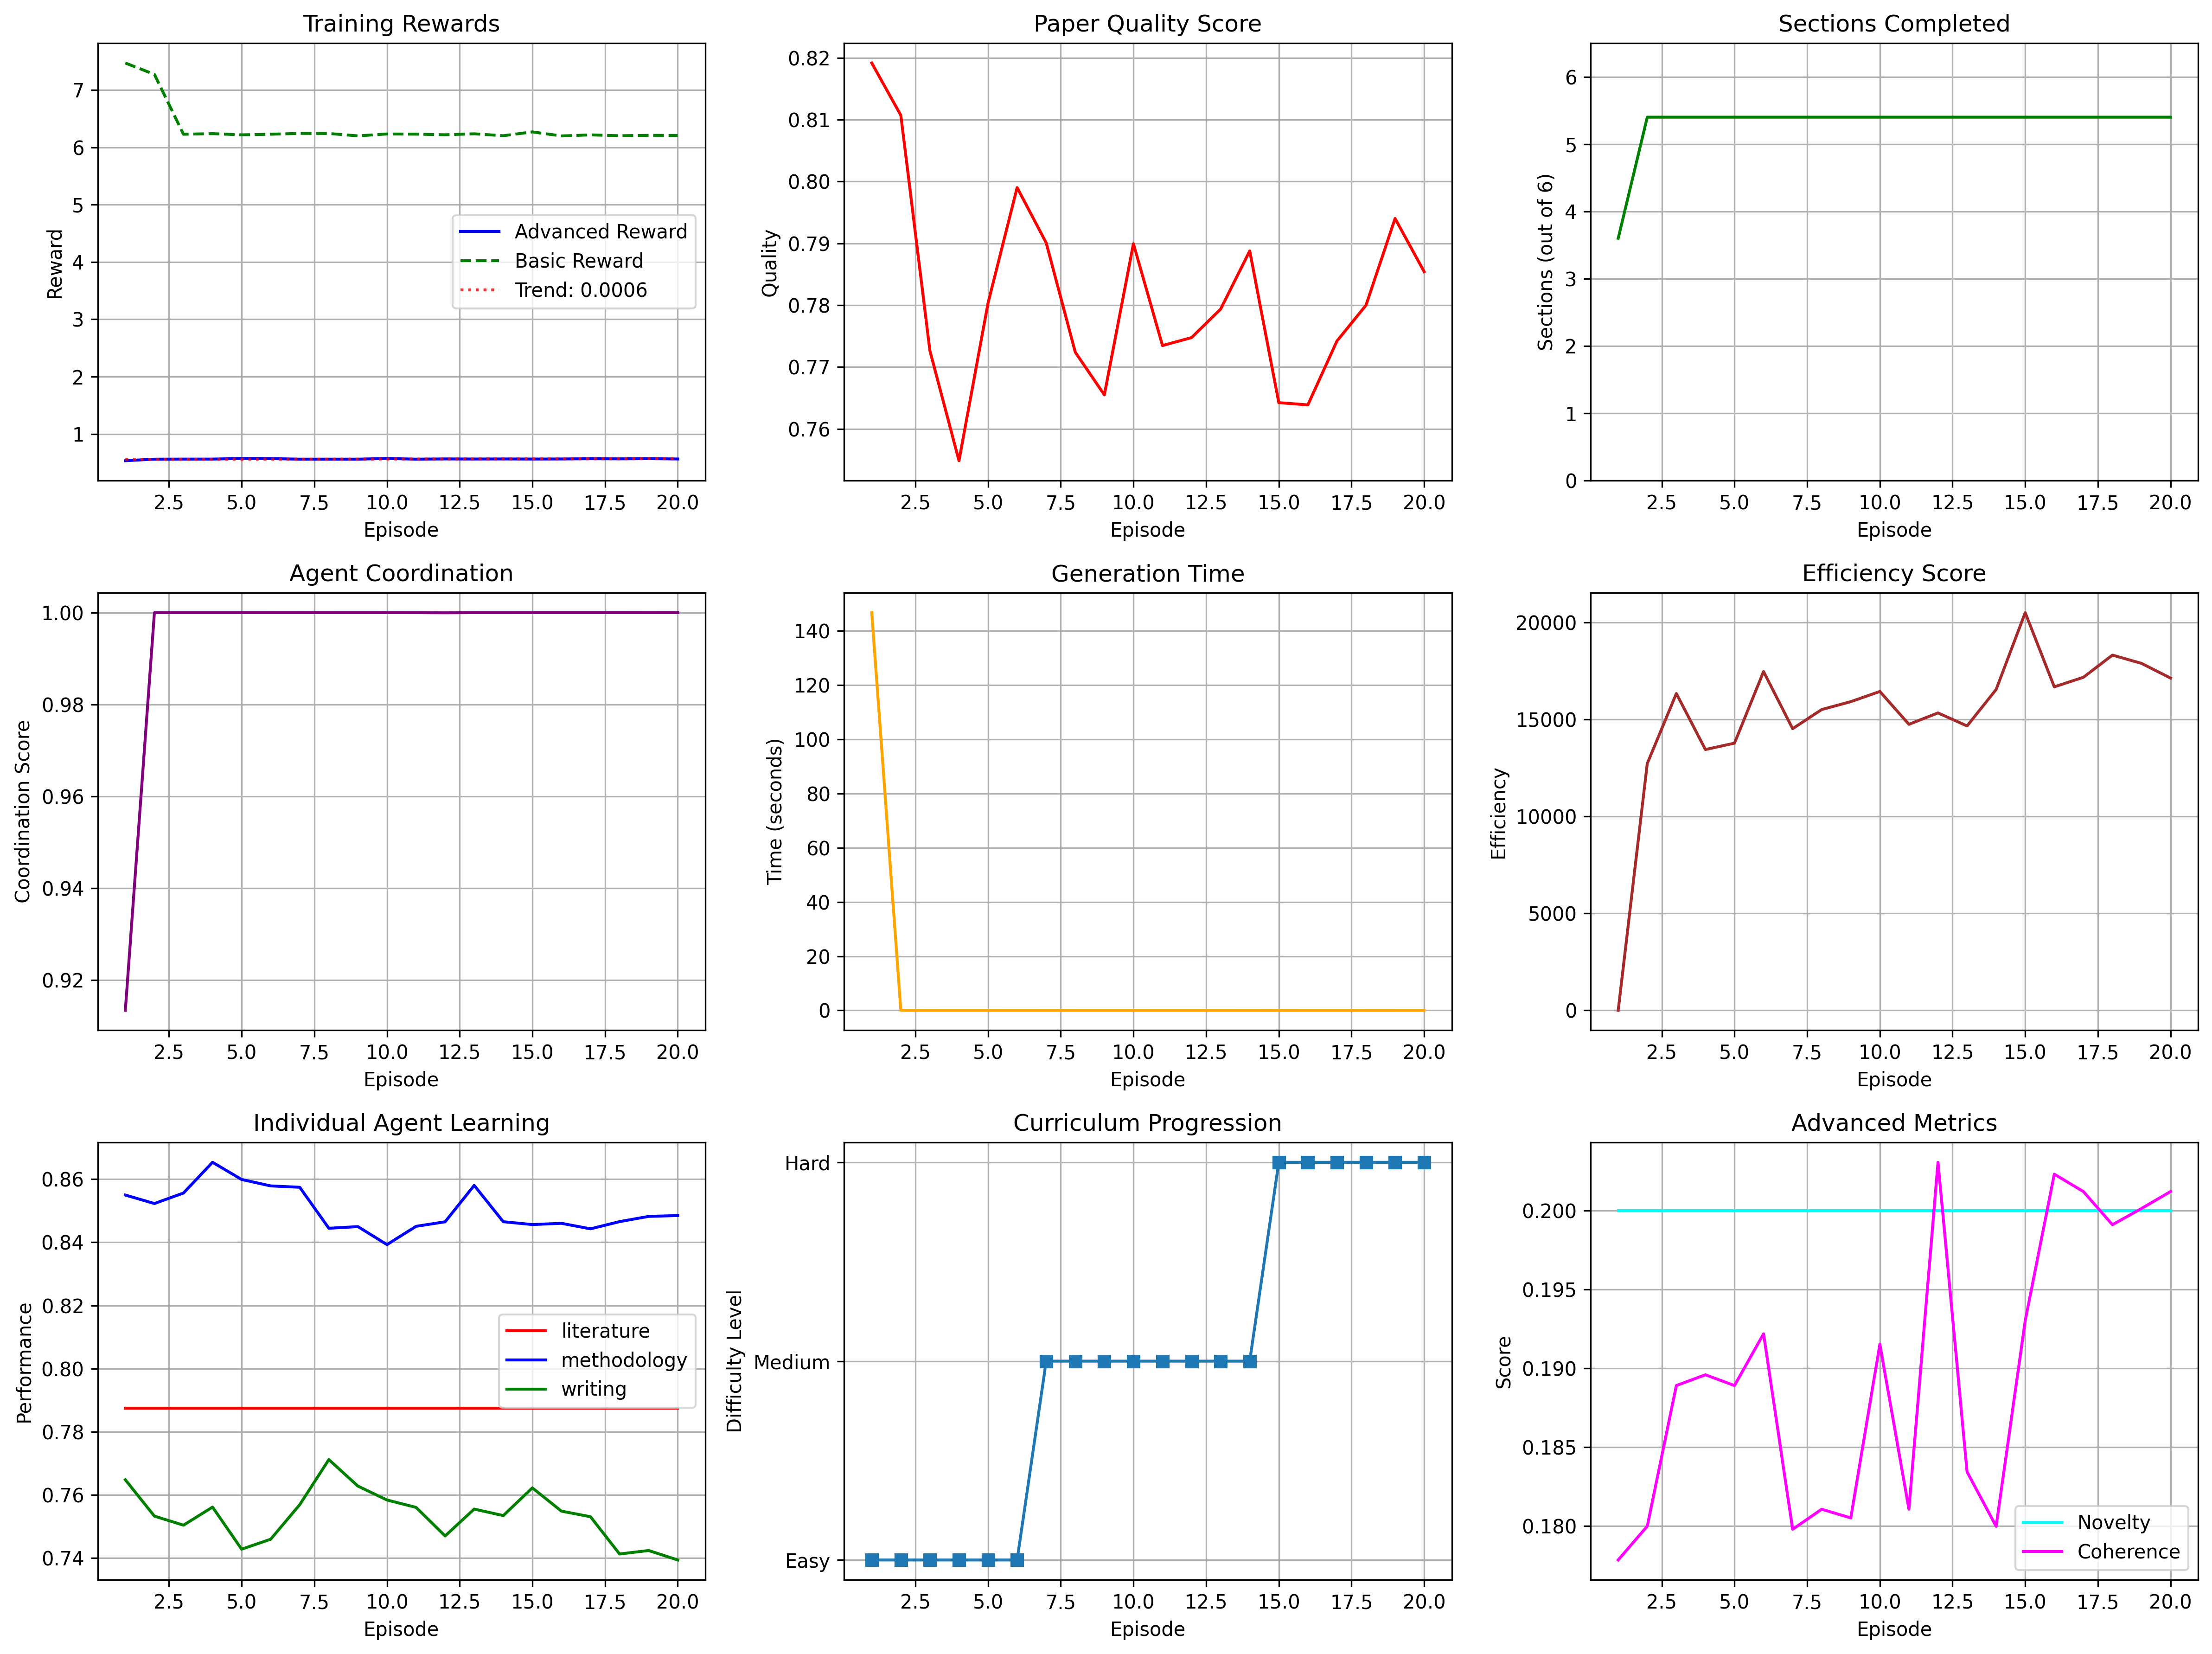 Training Rewards
Reward
7
6
5
4
3
2
1
Advanced Reward
Basic Reward
Trend: 0.0006
2.5 5.0 7.5 10.0 12.5 15.0 17.5 20.0
Episode
Paper Quality Score
Quality
0.82
0.81
0.80
0.79
0.78
0.77
0.76
2.5 5.0 7.5 10.0 12.5 15.0 17.5 20.0
Episode
Sections Completed
Sections (out of 6)
6
5
4
3
2
1
0
2.5 5.0 7.5 10.0 12.5 15.0 17.5 20.0
Episode
Agent Coordination
Coordination Score
1.00
0.98
0.96
0.94
0.92
2.5 5.0 7.5 10.0 12.5 15.0 17.5 20.0
Episode
Generation Time
Time (seconds)
140
120
100
80
60
40
20
0
2.5 5.0 7.5 10.0 12.5 15.0 17.5 20.0
Episode
Efficiency Score
Efficiency
20000
15000
10000
5000
0
2.5 5.0 7.5 10.0 12.5 15.0 17.5 20.0
Episode
Individual Agent Learning
Performance
0.86
0.84
0.82
0.80
0.78
0.76
0.74
literature
methodology
writing
2.5 5.0 7.5 10.0 12.5 15.0 17.5 20.0
Episode
Curriculum Progression
Difficulty Level
Hard
Medium
Easy
2.5 5.0 7.5 10.0 12.5 15.0 17.5 20.0
Episode
Advanced Metrics
Score
0.200
0.195
0.190
0.185
0.180
Novelty
Coherence
2.5 5.0 7.5 10.0 12.5 15.0 17.5 20.0
Episode